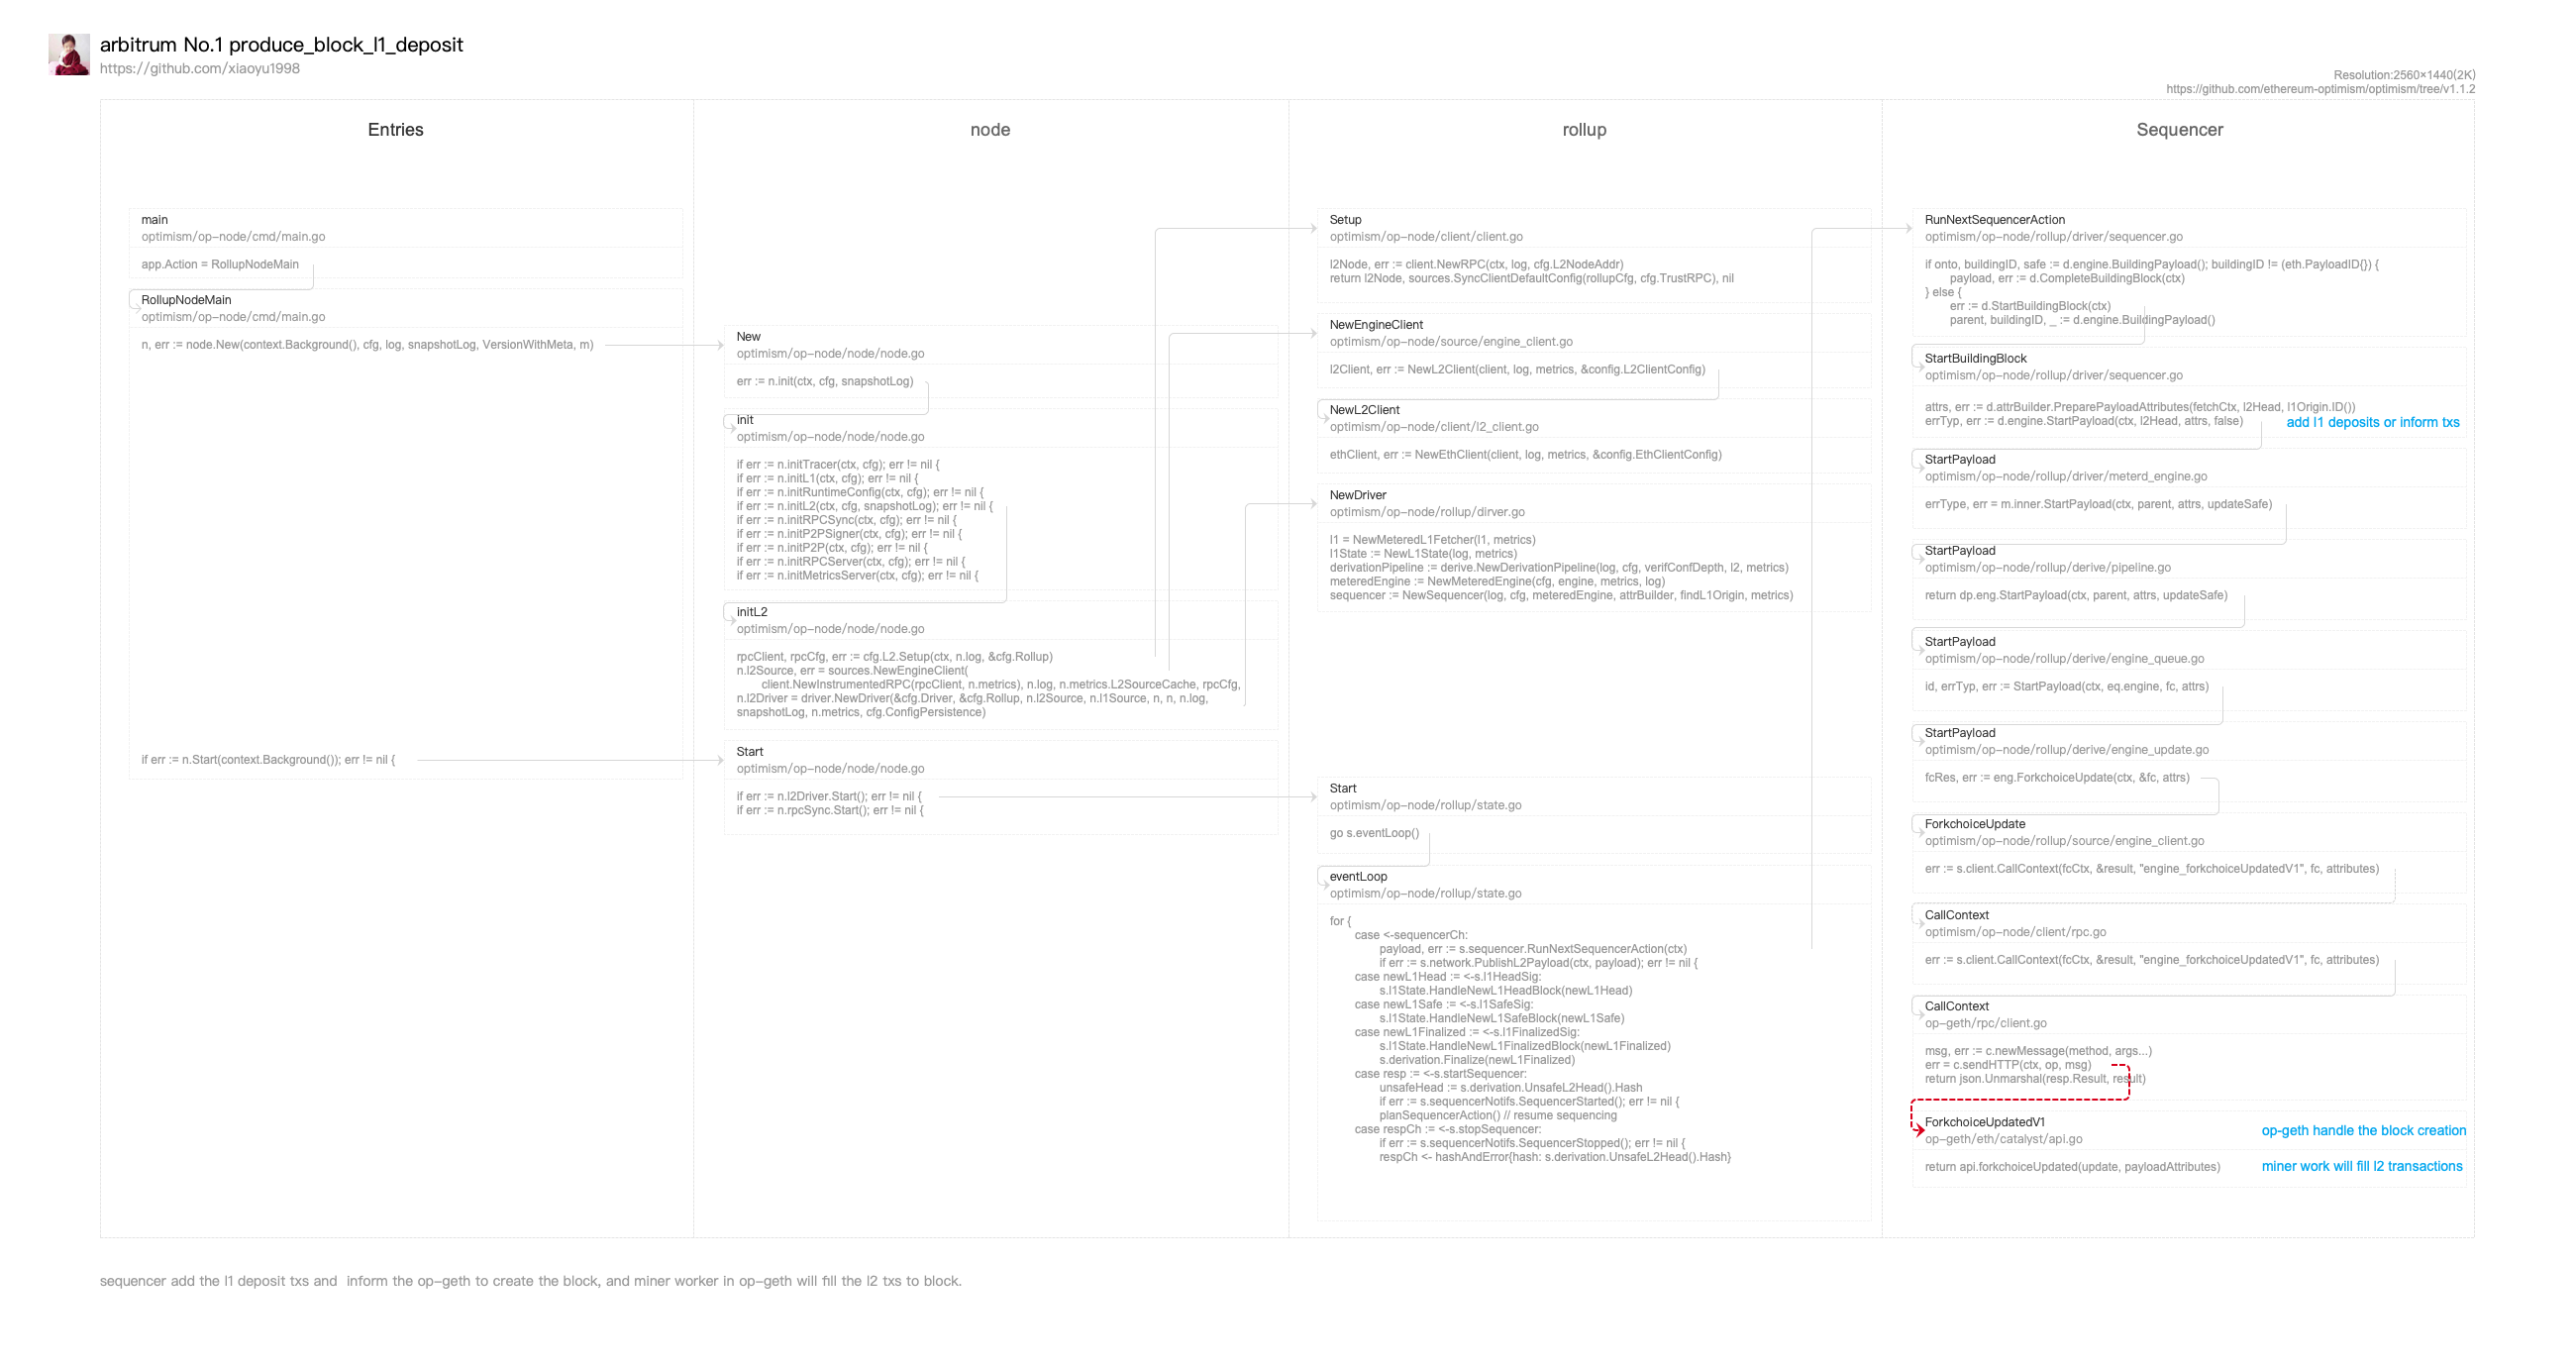 arbitrum No.1 produce_block_l1_deposit
https://github.com/xiaoyu1998
Resolution:2560×1440(2K)
https://github.com/ethereum-optimism/optimism/tree/v1.1.2
Entries
main
optimism/op-node/cmd/main.go
app.Action = RollupNodeMain
RollupNodeMain
optimism/op-node/cmd/main.go
n, err := node.New(context.Background(), cfg, log, snapshotLog, VersionWithMeta, m)
if err := n.Start(context.Background()); err != nil {
node
New
optimism/op-node/node/node.go
err := n.init(ctx, cfg, snapshotLog)
init
optimism/op-node/node/node.go
if err := n.initTracer(ctx, cfg); err != nil {
if err := n.initL1(ctx, cfg); err != nil {
if err := n.initRuntimeConfig(ctx, cfg); err != nil {
if err := n.initL2(ctx, cfg, snapshotLog); err != nil {
if err := n.initRPCSync(ctx, cfg); err != nil {
if err := n.initP2PSigner(ctx, cfg); err != nil {
if err := n.initP2P(ctx, cfg); err != nil {
if err := n.initRPCServer(ctx, cfg); err != nil {
if err := n.initMetricsServer(ctx, cfg); err != nil {
initL2
optimism/op-node/node/node.go
rpcClient, rpcCfg, err := cfg.L2.Setup(ctx, n.log, &cfg.Rollup)
n.l2Source, err = sources.NewEngineClient(
client.NewInstrumentedRPC(rpcClient, n.metrics), n.log, n.metrics.L2SourceCache, rpcCfg,
n.l2Driver = driver.NewDriver(&cfg.Driver, &cfg.Rollup, n.l2Source, n.l1Source, n, n, n.log,
snapshotLog, n.metrics, cfg.ConfigPersistence)
Start
optimism/op-node/node/node.go
if err := n.l2Driver.Start(); err != nil {
if err := n.rpcSync.Start(); err != nil {
rollup
Setup
optimism/op-node/client/client.go
l2Node, err := client.NewRPC(ctx, log, cfg.L2NodeAddr)
return l2Node, sources.SyncClientDefaultConfig(rollupCfg, cfg.TrustRPC), nil
NewEngineClient
optimism/op-node/source/engine_client.go
l2Client, err := NewL2Client(client, log, metrics, &config.L2ClientConfig)
NewL2Client
optimism/op-node/client/l2_client.go
ethClient, err := NewEthClient(client, log, metrics, &config.EthClientConfig)
NewDriver
optimism/op-node/rollup/dirver.go
l1 = NewMeteredL1Fetcher(l1, metrics)
l1State := NewL1State(log, metrics)
derivationPipeline := derive.NewDerivationPipeline(log, cfg, verifConfDepth, l2, metrics)
meteredEngine := NewMeteredEngine(cfg, engine, metrics, log)
sequencer := NewSequencer(log, cfg, meteredEngine, attrBuilder, findL1Origin, metrics)
Start
optimism/op-node/rollup/state.go
go s.eventLoop()
eventLoop
optimism/op-node/rollup/state.go
for {
case <-sequencerCh:
payload, err := s.sequencer.RunNextSequencerAction(ctx)
if err := s.network.PublishL2Payload(ctx, payload); err != nil {
case newL1Head := <-s.l1HeadSig:
s.l1State.HandleNewL1HeadBlock(newL1Head)
case newL1Safe := <-s.l1SafeSig:
s.l1State.HandleNewL1SafeBlock(newL1Safe)
case newL1Finalized := <-s.l1FinalizedSig:
s.l1State.HandleNewL1FinalizedBlock(newL1Finalized)
s.derivation.Finalize(newL1Finalized)
case resp := <-s.startSequencer:
unsafeHead := s.derivation.UnsafeL2Head().Hash
if err := s.sequencerNotifs.SequencerStarted(); err != nil {
planSequencerAction() // resume sequencing
case respCh := <-s.stopSequencer:
if err := s.sequencerNotifs.SequencerStopped(); err != nil {
respCh <- hashAndError{hash: s.derivation.UnsafeL2Head().Hash}
Sequencer
RunNextSequencerAction
optimism/op-node/rollup/driver/sequencer.go
if onto, buildingID, safe := d.engine.BuildingPayload(); buildingID != (eth.PayloadID{}) {
payload, err := d.CompleteBuildingBlock(ctx)
} else {
err := d.StartBuildingBlock(ctx)
parent, buildingID, _ := d.engine.BuildingPayload()
StartBuildingBlock
optimism/op-node/rollup/driver/sequencer.go
attrs, err := d.attrBuilder.PreparePayloadAttributes(fetchCtx, l2Head, l1Origin.ID())
errTyp, err := d.engine.StartPayload(ctx, l2Head, attrs, false)
add l1 deposits or inform txs
StartPayload
optimism/op-node/rollup/driver/meterd_engine.go
errType, err = m.inner.StartPayload(ctx, parent, attrs, updateSafe)
StartPayload
optimism/op-node/rollup/derive/pipeline.go
return dp.eng.StartPayload(ctx, parent, attrs, updateSafe)
StartPayload
optimism/op-node/rollup/derive/engine_queue.go
id, errTyp, err := StartPayload(ctx, eq.engine, fc, attrs)
StartPayload
optimism/op-node/rollup/derive/engine_update.go
fcRes, err := eng.ForkchoiceUpdate(ctx, &fc, attrs)
ForkchoiceUpdate
optimism/op-node/rollup/source/engine_client.go
err := s.client.CallContext(fcCtx, &result, "engine_forkchoiceUpdatedV1", fc, attributes)
CallContext
optimism/op-node/client/rpc.go
err := s.client.CallContext(fcCtx, &result, "engine_forkchoiceUpdatedV1", fc, attributes)
CallContext
op-geth/rpc/client.go
msg, err := c.newMessage(method, args...)
err = c.sendHTTP(ctx, op, msg)
return json.Unmarshal(resp.Result, result)
ForkchoiceUpdatedV1
op-geth/eth/catalyst/api.go
op-geth handle the block creation
return api.forkchoiceUpdated(update, payloadAttributes)
miner work will fill l2 transactions
sequencer add the l1 deposit txs and  inform the op-geth to create the block, and miner worker in op-geth will fill the l2 txs to block.